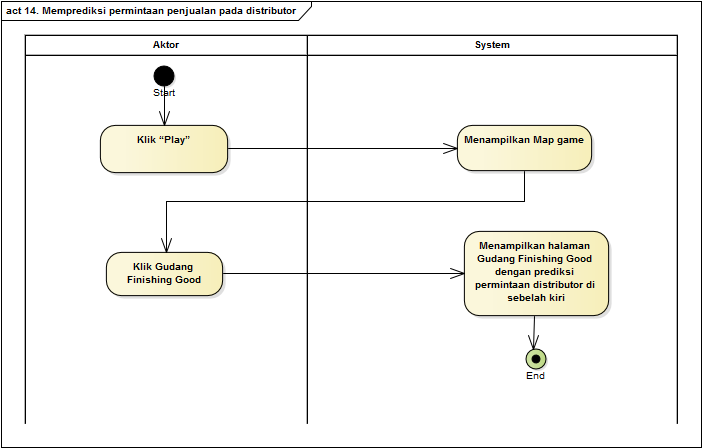 act 14. Memprediksi permintaan penjualan pada distributor
Aktor
System
Start
Klik “Play”
Menampilkan Map game
Klik Gudang
Finishing Good
Menampilkan halaman
Gudang Finishing Good
dengan prediksi
permintaan distributor di
sebelah kiri
End